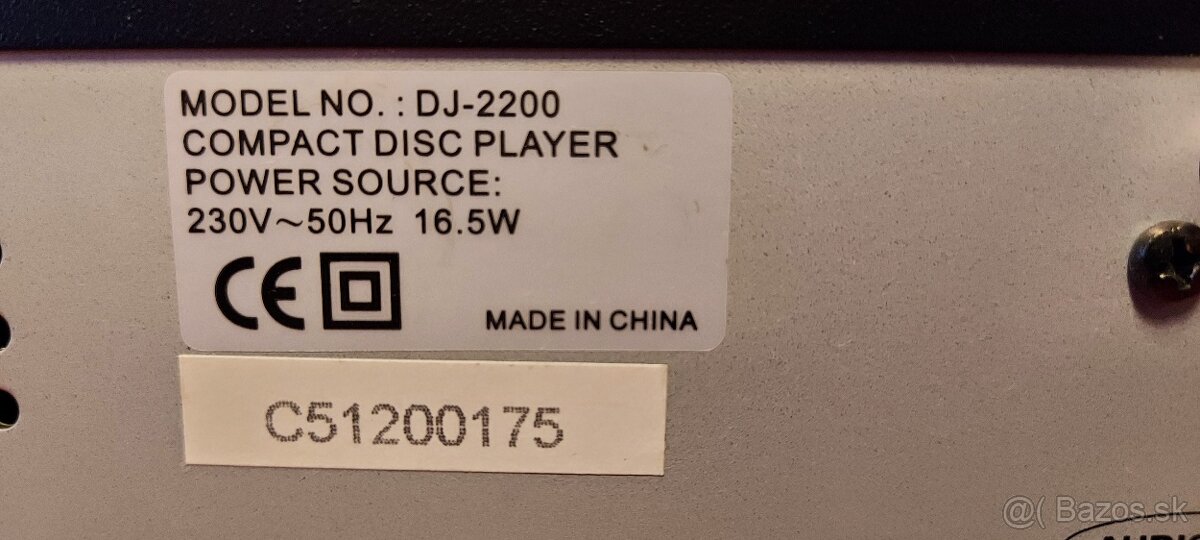 MODEL NO. : DJ-2200
COMPACT DISC PLAYER
POWER SOURCE:
230V~50Hz 16.5W
CE
MADE IN CHINA
C51200175
@( Bazos.sk